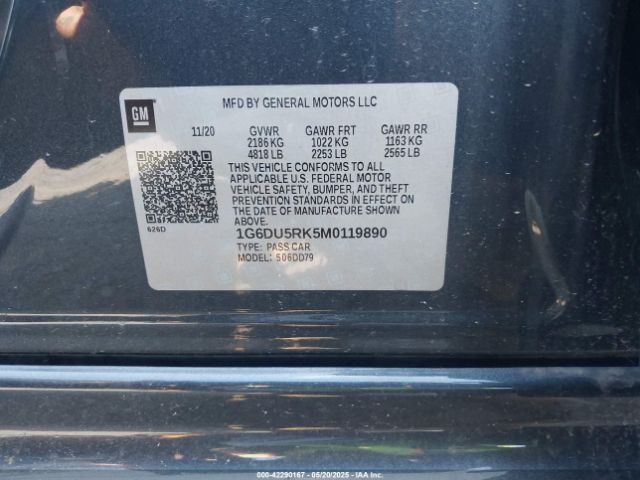 MFD BY GENERAL MOTORS LLC
GM
11/20 GVWR GAWR FRT GAWR RR
2186 KG 1022 KG 1163 KG
4818 LB 2253 LB 2565 LB
THIS VEHICLE CONFORMS TO ALL
APPLICABLE U.S. FEDERAL MOTOR
VEHICLE SAFETY, BUMPER, AND THEFT
PREVENTION STANDARDS IN EFFECT ON
THE DATE OF MANUFACTURE SHOWN
ABOVE.
626D
1G6DU5RK5M0119890
TYPE: PASS CAR
MODEL: 506DD79
000-42290167 - 05/20/2025 - IAA Inc.